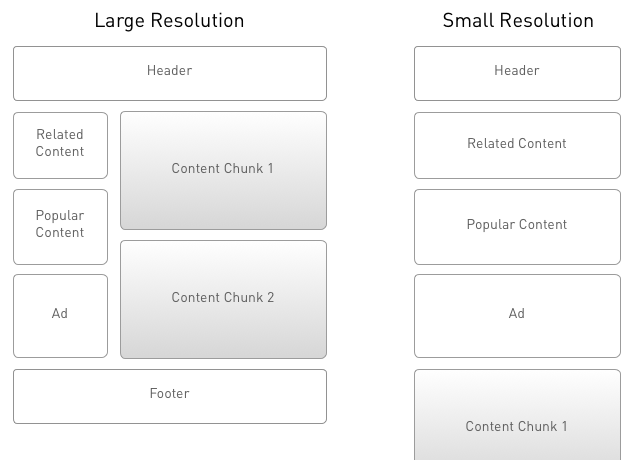 Large Resolution
Header
Related
Content
Content Chunk 1
Popular
Content
Content Chunk 2
Ad
Footer
Small Resolution
Header
Related Content
Popular Content
Ad
Content Chunk 1